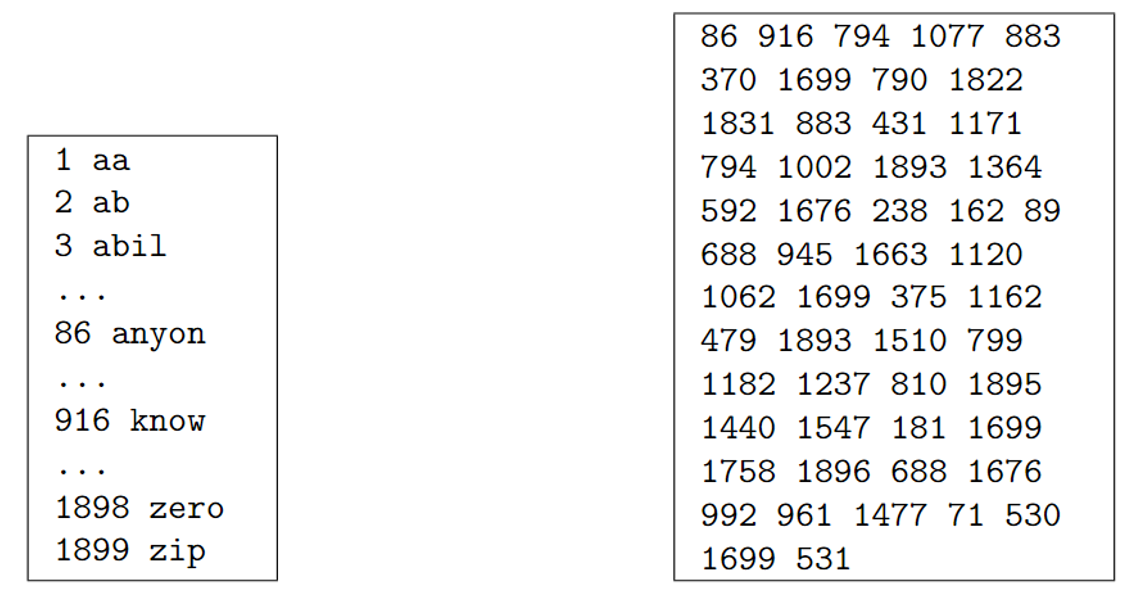 1 aa
2 ab
3 abil
...
86 anyon
...
916 know
...
1898 zero
1899 zip
86 916 794 1077 883
370 1699 790 1822
1831 883 431 1171
794 1002 1893 1364
592 1676 238 162 89
688 945 1663 1120
1062 1699 375 1162
479 1893 1510 799
1182 1237 810 1895
1440 1547 181 1699
1758 1896 688 1676
992 961 1477 71 530
1699 531